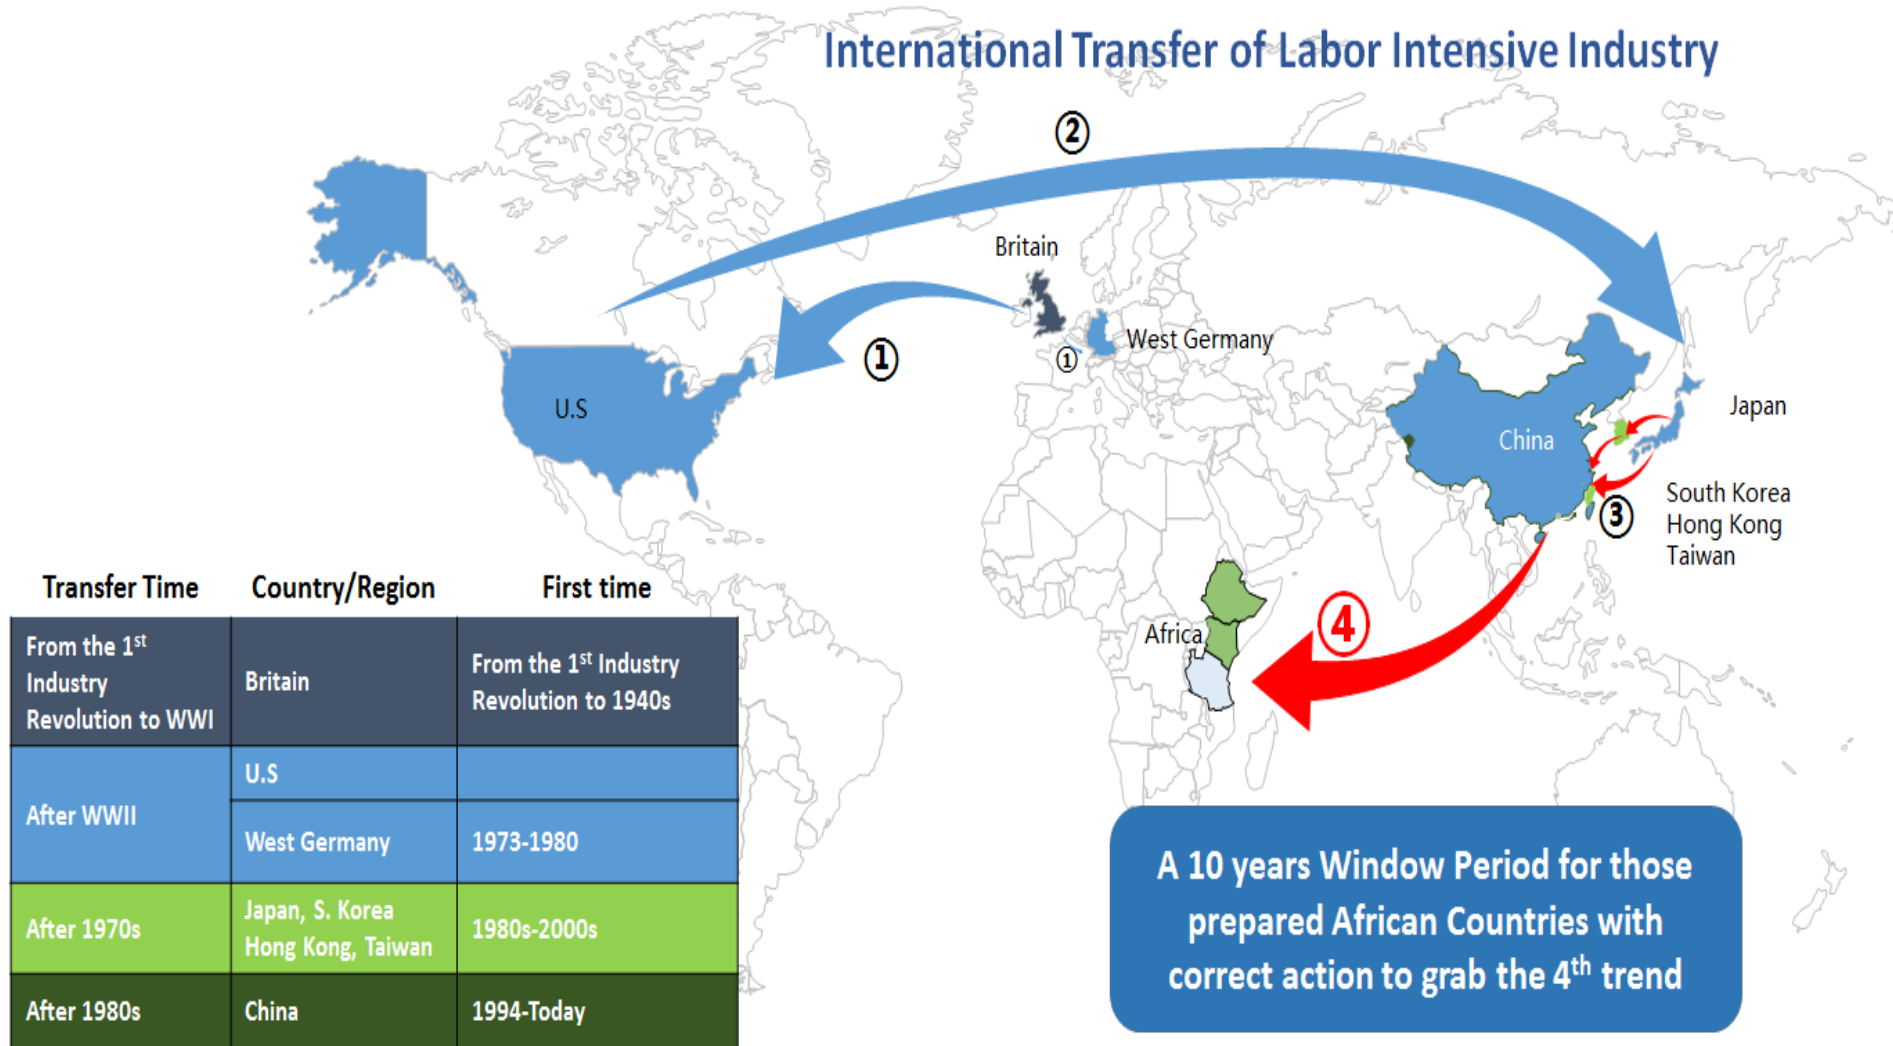 International Transfer of Labor Intensive Industry
②
Britain
①
①
West Germany
U.S
China
Japan
South Korea
Hong Kong
Taiwan
③
④
Africa
Transfer Time Country/Region First time
From the 1st
Industry
Revolution to WWI
Britain
From the 1st Industry
Revolution to 1940s
After WWII
U.S
West Germany
1973-1980
After 1970s
Japan, S. Korea
Hong Kong, Taiwan
1980s-2000s
After 1980s
China
1994-Today
A 10 years Window Period for those
prepared African Countries with
correct action to grab the 4th trend